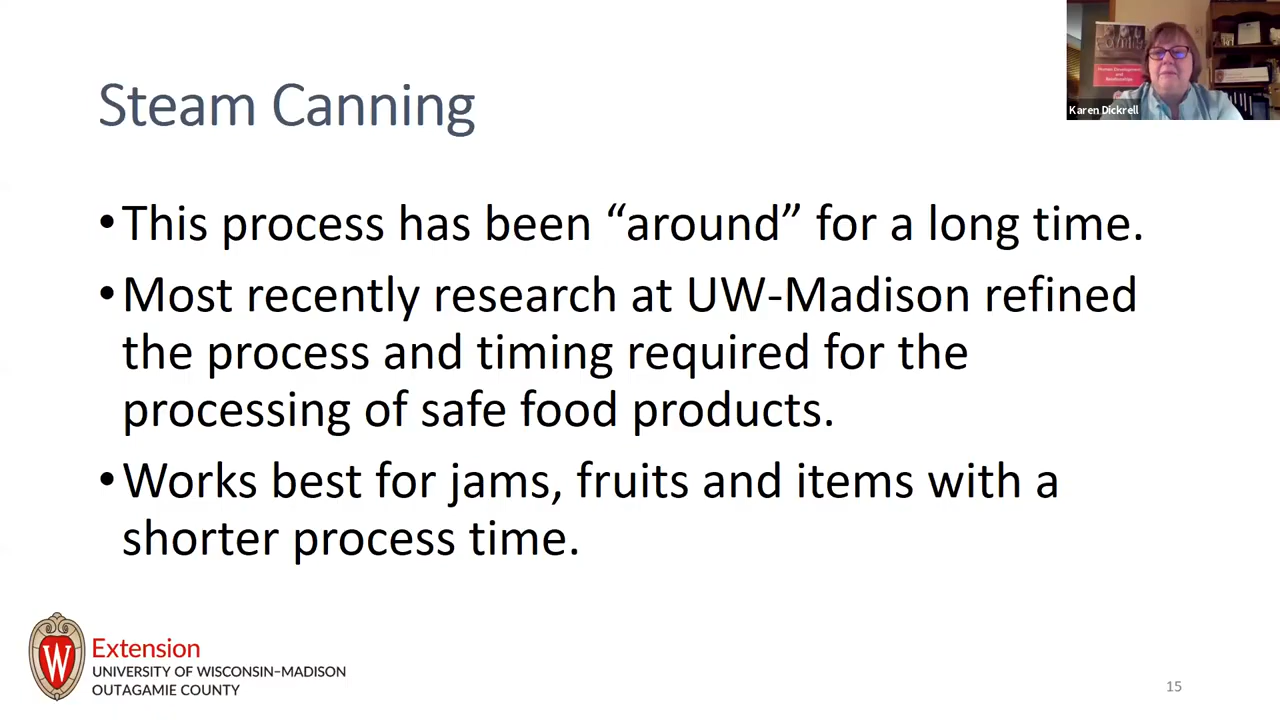 Steam Canning
Karen Dickrell
•This process has been “around” for a long time.
•Most recently research at UW-Madison refined
the process and timing required for the
processing of safe food products.
•Works best for jams, fruits and items with a
shorter process time.
W
Extension
UNIVERSITY OF WISCONSIN–MADISON
OUTAGAMIE COUNTY
15